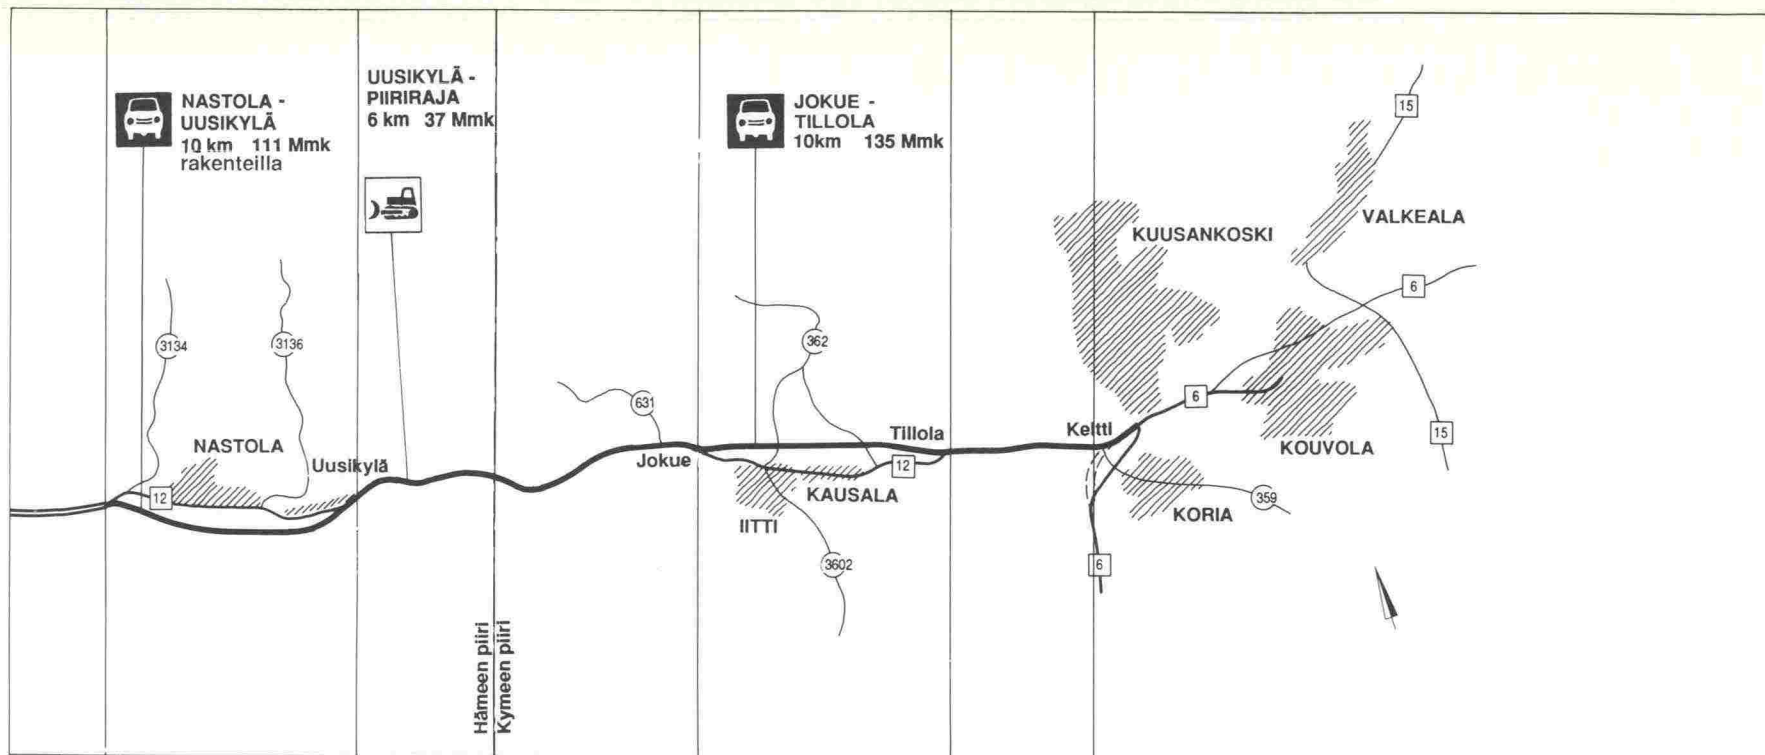 NASTOLA -
UUSIKYLÄ
10 km 111 Mmk
rakenteilla
UUSIKYLÄ -
PIIRIRAJA
6 km 37 Mmk
JOKUE -
TILLOLA
10km 135 Mmk
15
VALKEALA
KUUSANKOSKI
6
3134
3136
362
631
6
15
NASTOLA
Uusikylä
Jokue
Tillola
Keltti
KOUVOLA
12
12
KAUSALA
IITTI
KORIA
359
3602
6
Hämeen piiri
Kymeen piiri